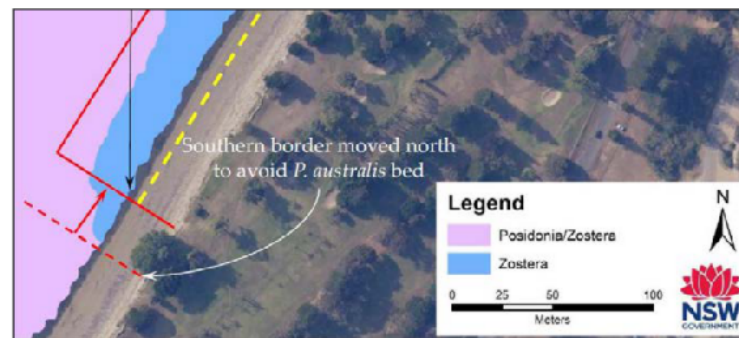 Southern border moved north
to avoid P. australis bed
Legend
N
Posidonia/Zostera
Zostera
0 25 50 100
Meters
NSW
GOVERNMENT